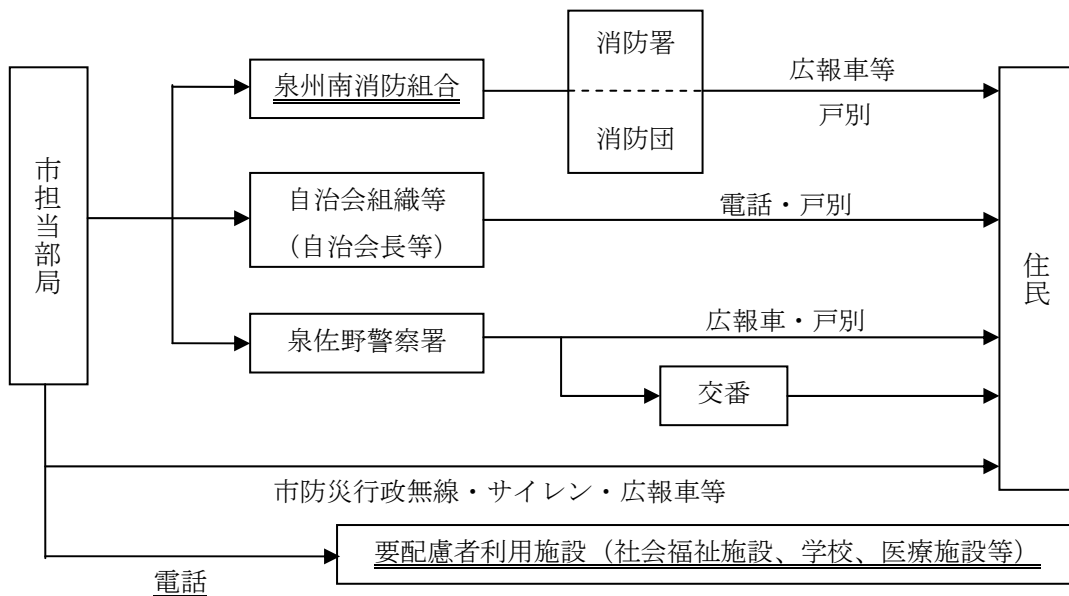 消防署
広報車等
泉州南消防組合
戸別
消防団
市担当部局
自治会組織等
（自治会長等）
電話・戸別
住民
泉佐野警察署
広報車・戸別
交番
市防災行政無線・サイレン・広報車等
要配慮者利用施設（社会福祉施設、学校、医療施設等）
電話